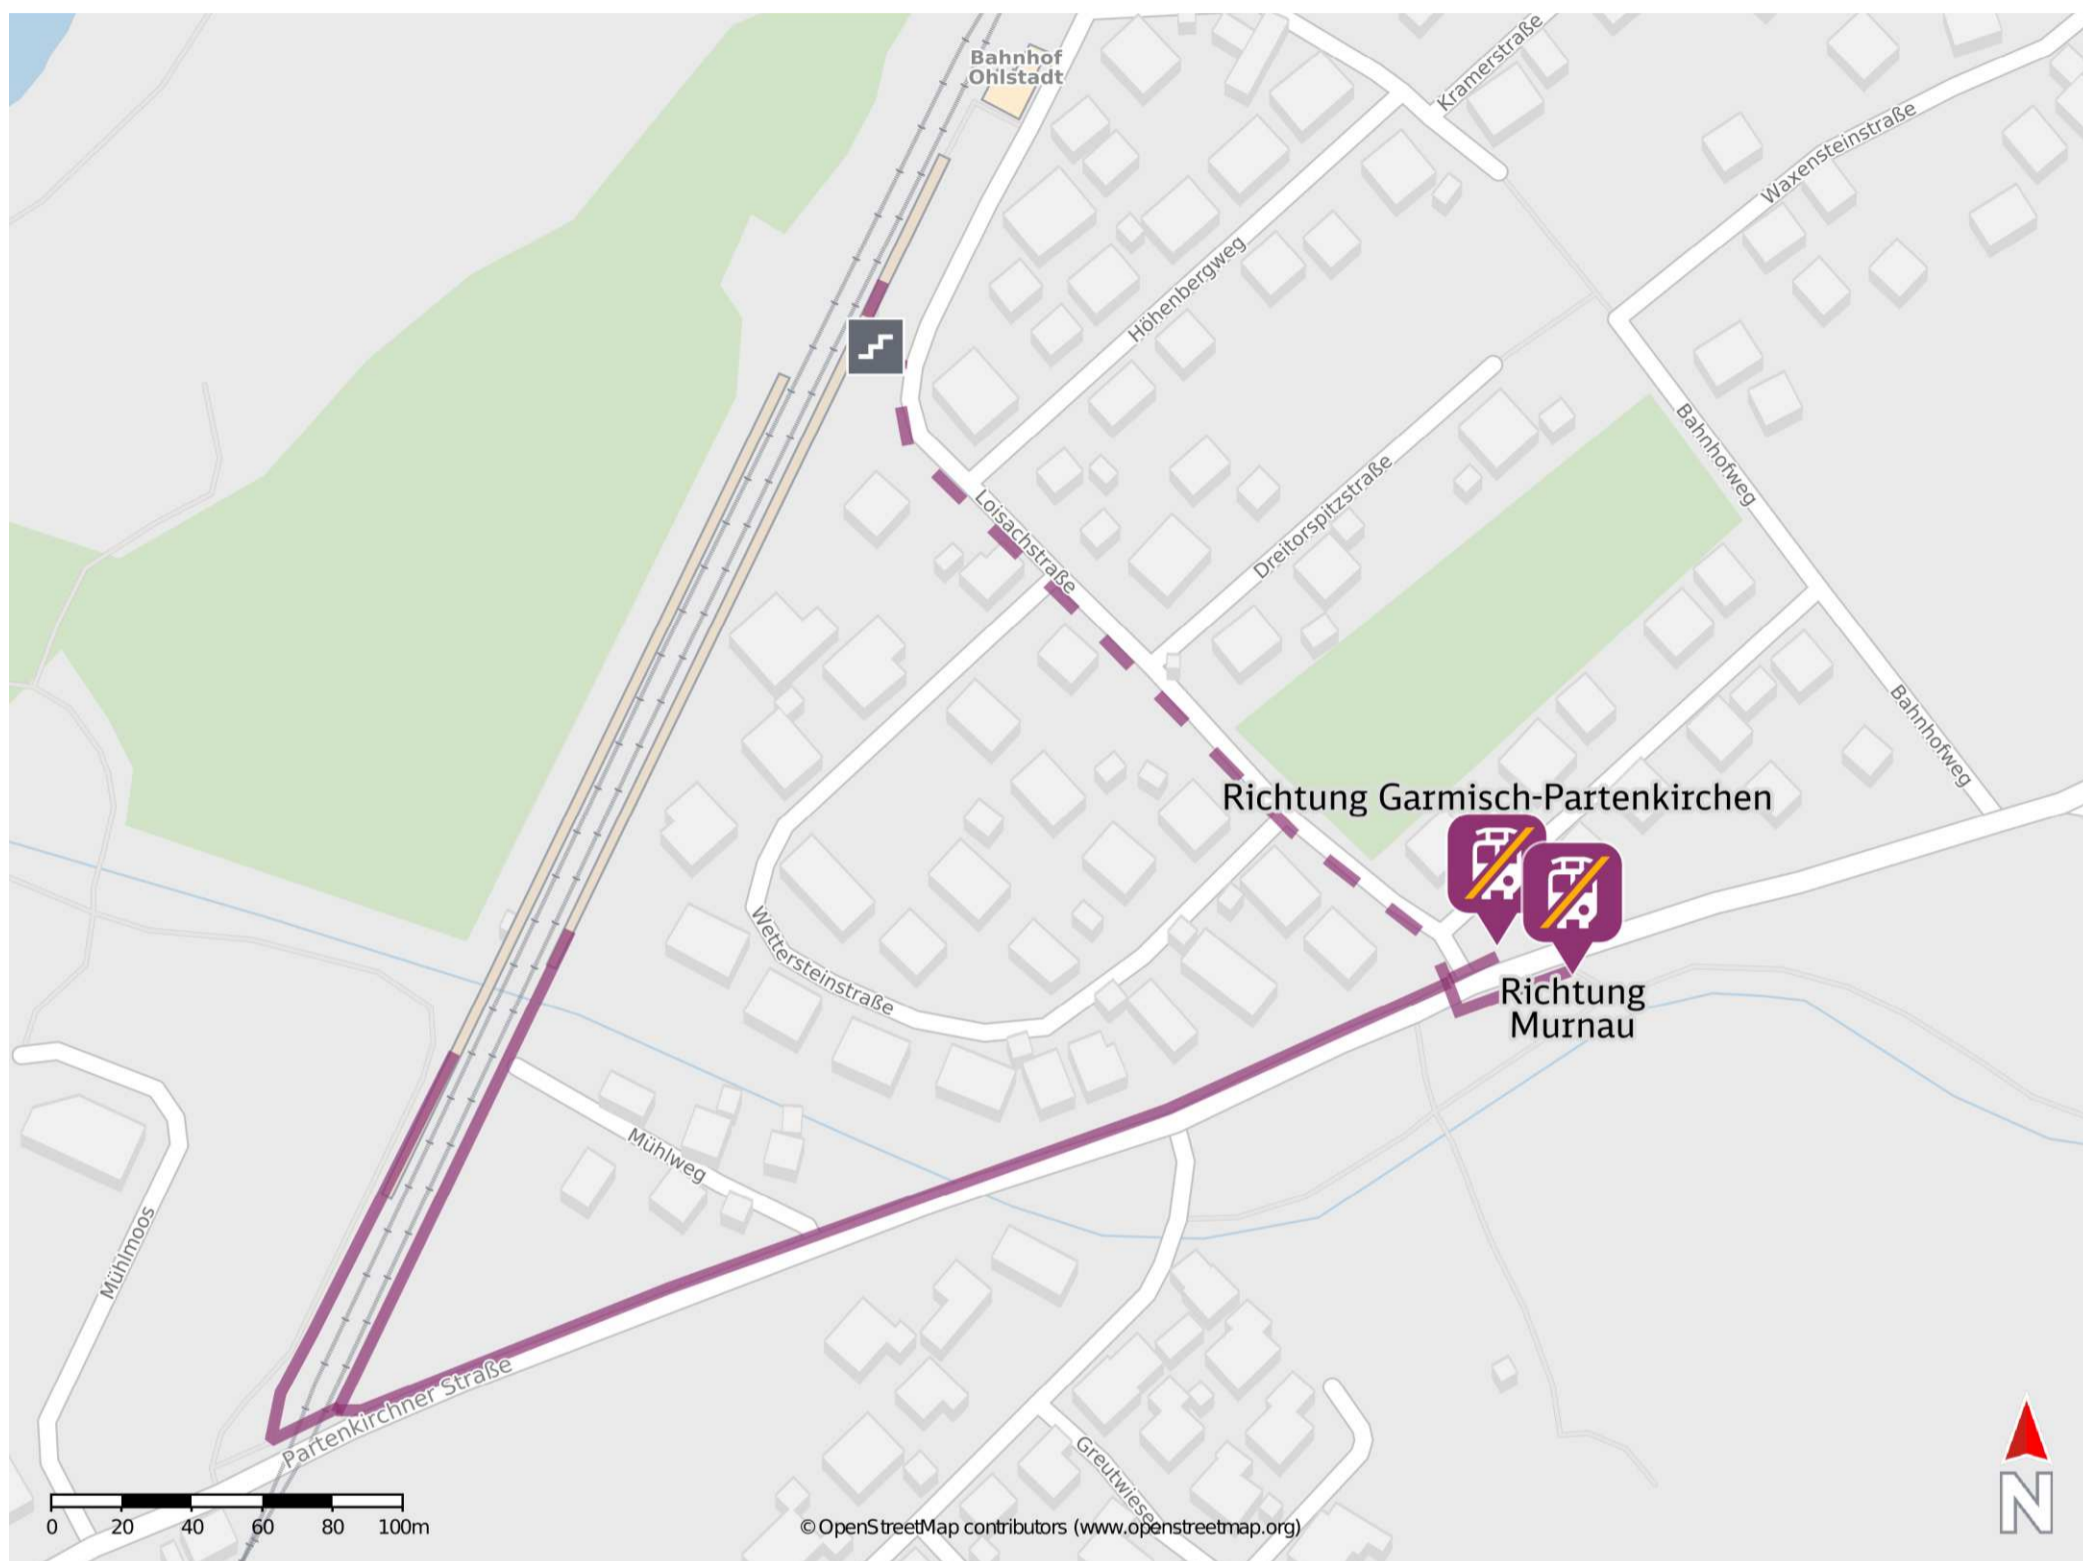 Bahnhof
Ohlstadt
Kramerstraße
Waxensteinstraße
Höhenbergweg
Bahnhofweg
Dreitorspitzstraße
Loisachstraße
Bahnhofweg
Richtung Garmisch-Partenkirchen
Wettersteinstraße
Richtung
Murnau
Mühlweg
Mühlmoos
Partenkirchner Straße
Greutwiesen
N
0 20 40 60 80 100m
© OpenStreetMap contributors (www.openstreetmap.org)